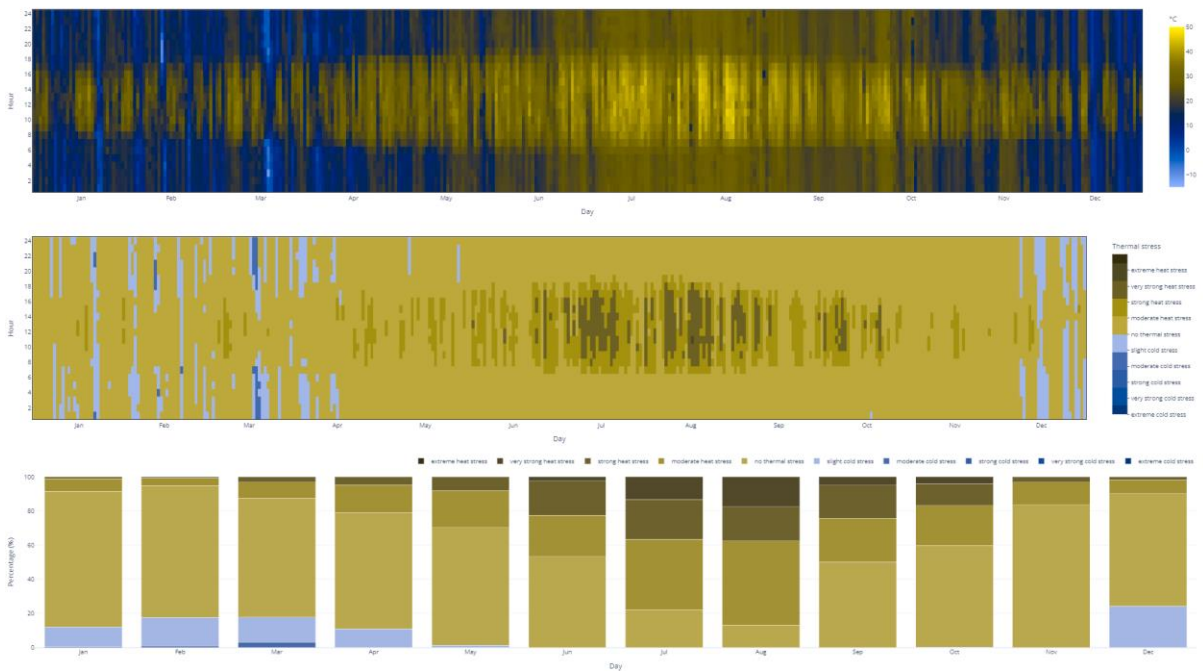 24
22
20
18
16
14
12
10
8
6
4
2
Hour
Jan Feb Mar Apr May Jun Jul Aug Sep Oct Nov Dec
Day
°C
50
40
30
20
10
0
−10
24
22
20
18
16
14
12
10
8
6
4
2
Hour
Jan Feb Mar Apr May Jun Jul Aug Sep Oct Nov Dec
Day
Thermal stress
extreme heat stress
very strong heat stress
strong heat stress
moderate heat stress
no thermal stress
slight cold stress
moderate cold stress
strong cold stress
very strong cold stress
extreme cold stress
extreme heat stress very strong heat stress strong heat stress moderate heat stress no thermal stress slight cold stress moderate cold stress strong cold stress very strong cold stress extreme cold stress
100
80
60
40
20
0
Percentage (%)
Jan Feb Mar Apr May Jun Jul Aug Sep Oct Nov Dec
Day